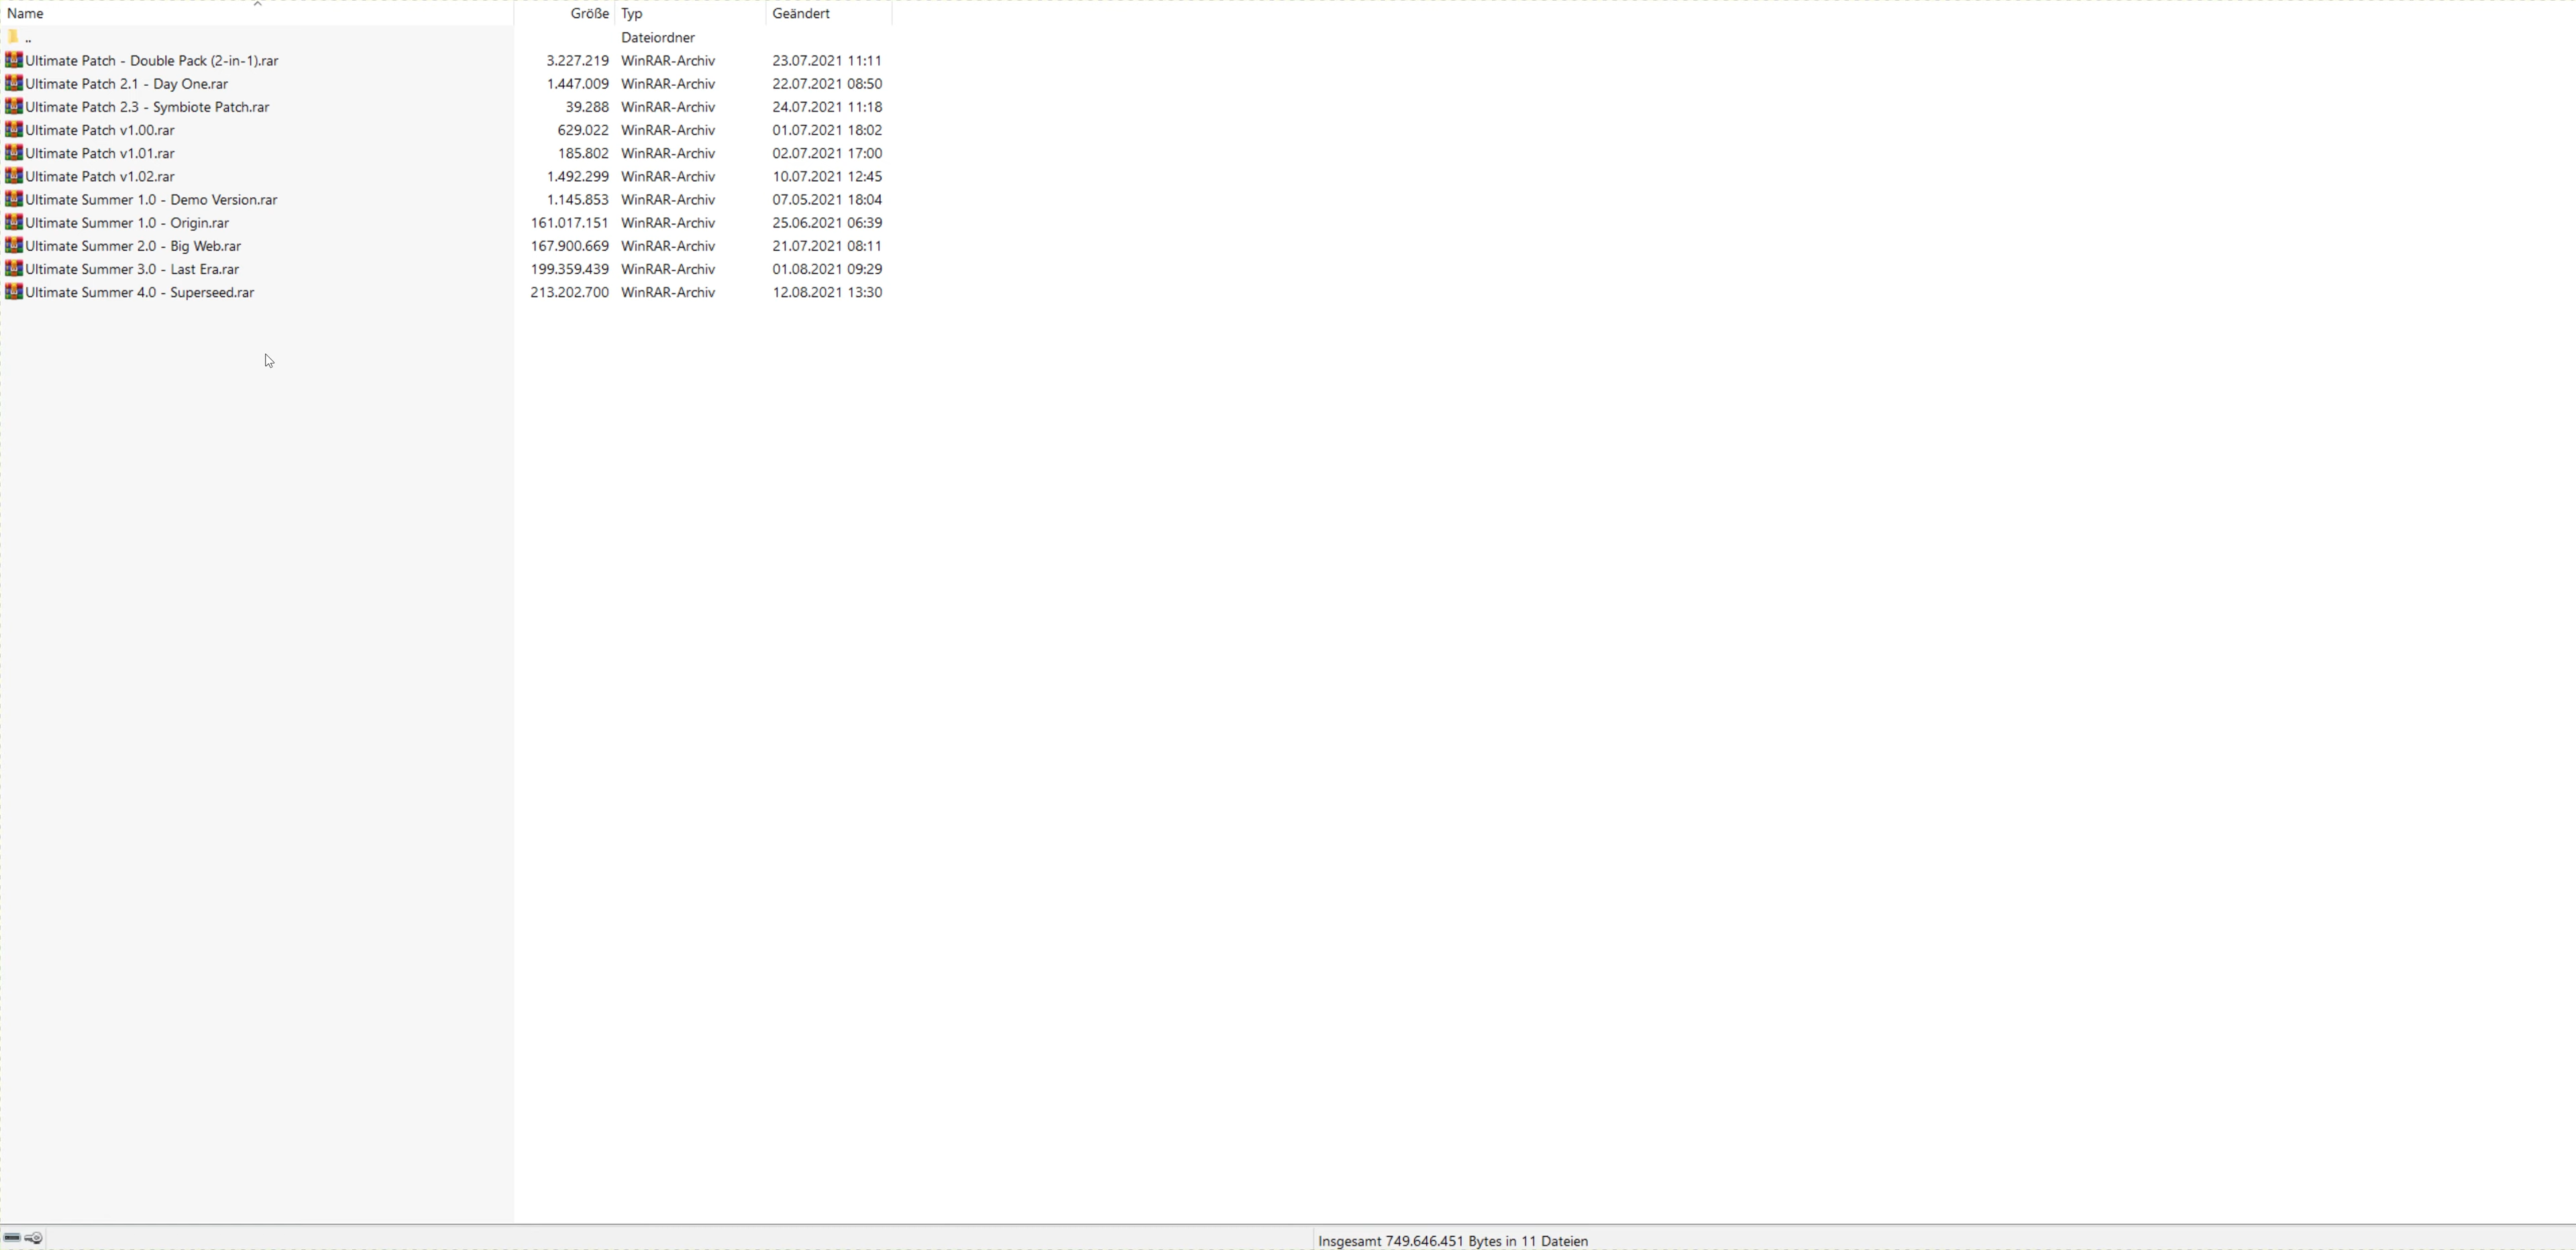 Name Größe Typ Geändert
.. Dateiordner
Ultimate Patch - Double Pack (2-in-1).rar 3.227.219 WinRAR-Archiv 23.07.2021 11:11
Ultimate Patch 2.1 - Day One.rar 1.447.009 WinRAR-Archiv 22.07.2021 08:50
Ultimate Patch 2.3 - Symbiote Patch.rar 39.288 WinRAR-Archiv 24.07.2021 11:18
Ultimate Patch v1.00.rar 629.022 WinRAR-Archiv 01.07.2021 18:02
Ultimate Patch v1.01.rar 185.802 WinRAR-Archiv 02.07.2021 17:00
Ultimate Patch v1.02.rar 1.492.299 WinRAR-Archiv 10.07.2021 12:45
Ultimate Summer 1.0 - Demo Version.rar 1.145.853 WinRAR-Archiv 07.05.2021 18:04
Ultimate Summer 1.0 - Origin.rar 161.017.151 WinRAR-Archiv 25.06.2021 06:39
Ultimate Summer 2.0 - Big Web.rar 167.900.669 WinRAR-Archiv 21.07.2021 08:11
Ultimate Summer 3.0 - Last Era.rar 199.359.439 WinRAR-Archiv 01.08.2021 09:29
Ultimate Summer 4.0 - Superseed.rar 213.202.700 WinRAR-Archiv 12.08.2021 13:30
Insgesamt 749.646.451 Bytes in 11 Dateien